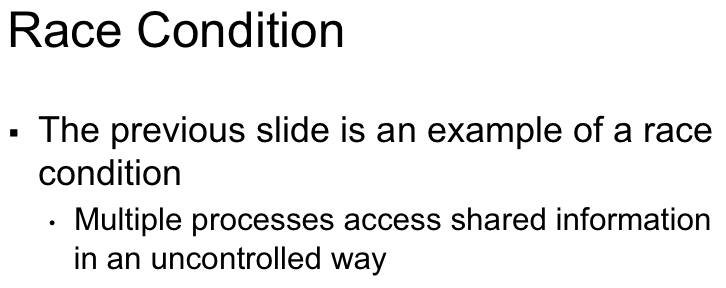 Race Condition
▪ The previous slide is an example of a race
condition
• Multiple processes access shared information
in an uncontrolled way